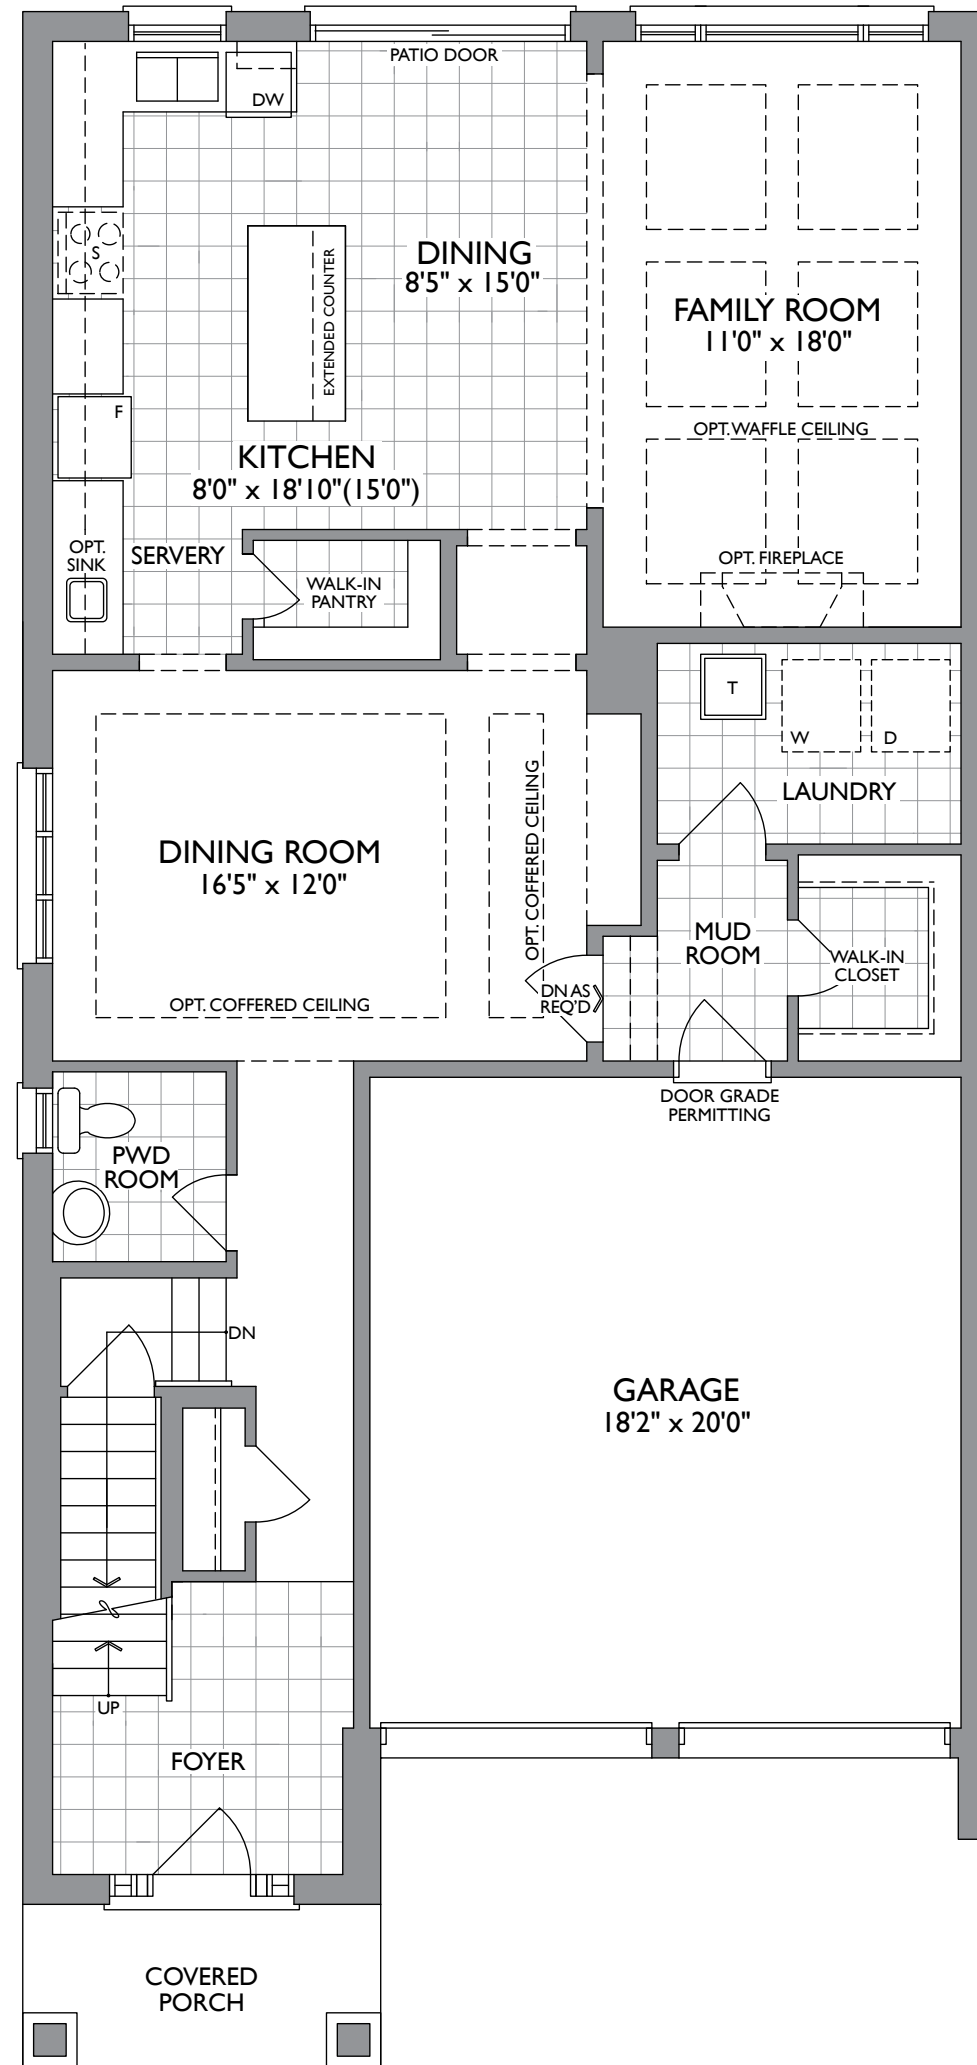 PATIO DOOR
DW
S
DINING
8'5" x 15'0"
EXTENDED COUNTER
FAMILY ROOM
11'0" x 18'0"
F
OPT. WAFFLE CEILING
KITCHEN
8'0" x 18'10"(15'0")
OPT.
SINK
SERVERY
WALK-IN
PANTRY
OPT. FIREPLACE
T
W
D
LAUNDRY
DINING ROOM
16'5" x 12'0"
OPT. COFFERED CEILING
OPT. COFFERED CEILING
MUD
ROOM
WALK-IN
CLOSET
DN AS
REQ'D
DOOR GRADE
PERMITTING
PWD
ROOM
DN
GARAGE
18'2" x 20'0"
UP
FOYER
COVERED
PORCH